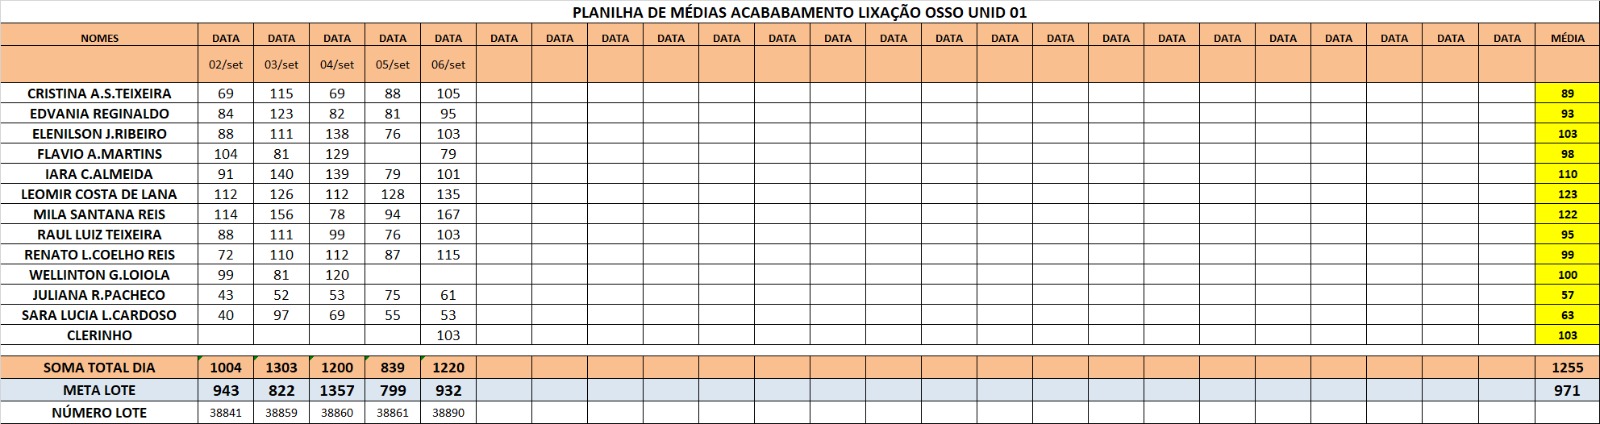 PLANILHA DE MÉDIAS ACABABAMENTO LIXAÇÃO OSSO UNID 01
NOMES DATA DATA DATA DATA DATA DATA DATA DATA DATA DATA DATA DATA DATA DATA DATA DATA DATA DATA DATA DATA DATA DATA DATA DATA MÉDIA
02/set 03/set 04/set 05/set 06/set
CRISTINA A.S.TEIXEIRA 69 115 69 88 105 89
EDVANIA REGINALDO 84 123 82 81 95 93
ELENILSON J.RIBEIRO 88 111 138 76 103 103
FLAVIO A.MARTINS 104 81 129 79 98
IARA C.ALMEIDA 91 140 139 79 101 110
LEOMIR COSTA DE LANA 112 126 112 128 135 123
MILA SANTANA REIS 114 156 78 94 167 122
RAUL LUIZ TEIXEIRA 88 111 99 76 103 95
RENATO L.COELHO REIS 72 110 112 87 115 99
WELLINTON G.LOIOLA 99 81 120 100
JULIANA R.PACHECO 43 52 53 75 61 57
SARA LUCIA L.CARDOSO 40 97 69 55 53 63
CLERINHO 103 103
SOMA TOTAL DIA 1004 1303 1200 839 1220 1255
META LOTE 943 822 1357 799 932 971
NÚMERO LOTE 38841 38859 38860 38861 38890